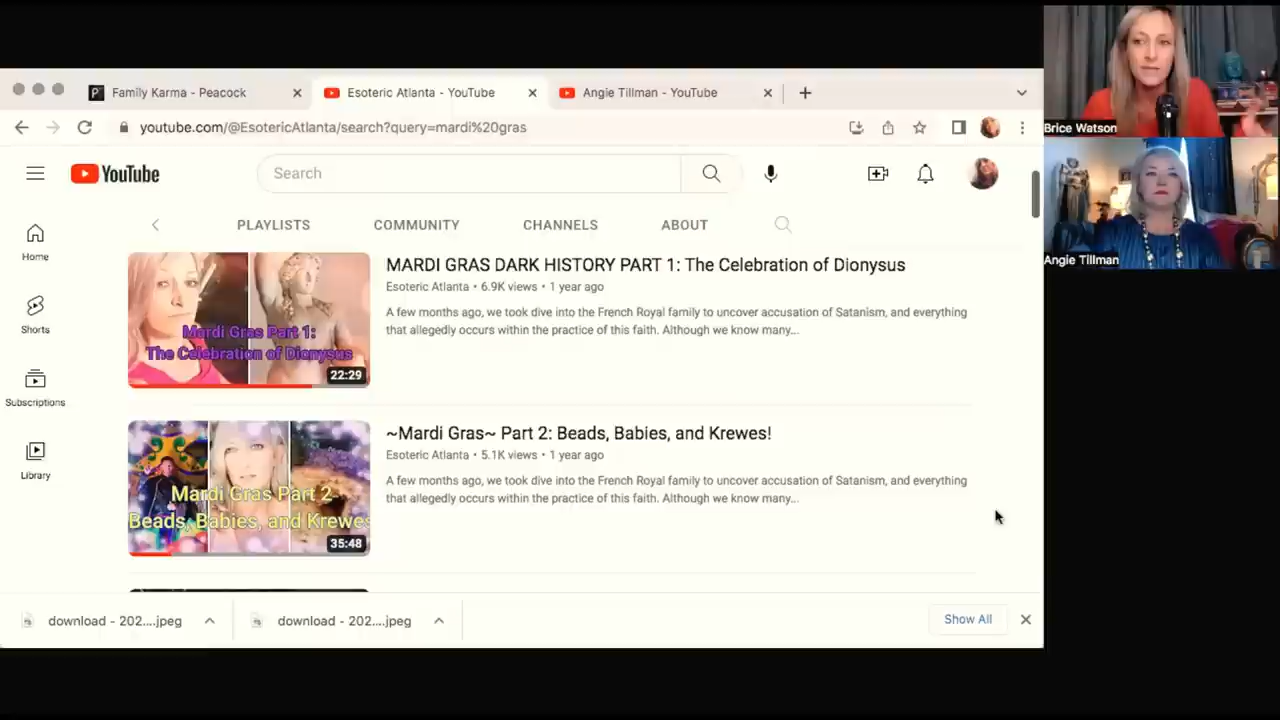 Family Karma - Peacock
Esoteric Atlanta - YouTube
Angie Tillman - YouTube
youtube.com/@EsotericAtlanta/search?query=mardi%20gras
YouTube
Search
PLAYLISTS
COMMUNITY
CHANNELS
ABOUT
Home
Shorts
Subscriptions
Library
Mardi Gras Part 1:
The Celebration of Dionysus
22:29
MARDI GRAS DARK HISTORY PART 1: The Celebration of Dionysus
Esoteric Atlanta • 6.9K views • 1 year ago
A few months ago, we took dive into the French Royal family to uncover accusation of Satanism, and everything
that allegedly occurs within the practice of this faith. Although we know many...
Mardi Gras Part 2
Beads, Babies, and Krewes
35:48
~Mardi Gras~ Part 2: Beads, Babies, and Krewes!
Esoteric Atlanta • 5.1K views • 1 year ago
A few months ago, we took dive into the French Royal family to uncover accusation of Satanism, and everything
that allegedly occurs within the practice of this faith. Although we know many...
download - 202....jpeg
download - 202....jpeg
Show All
Brice Watson
Angie Tillman